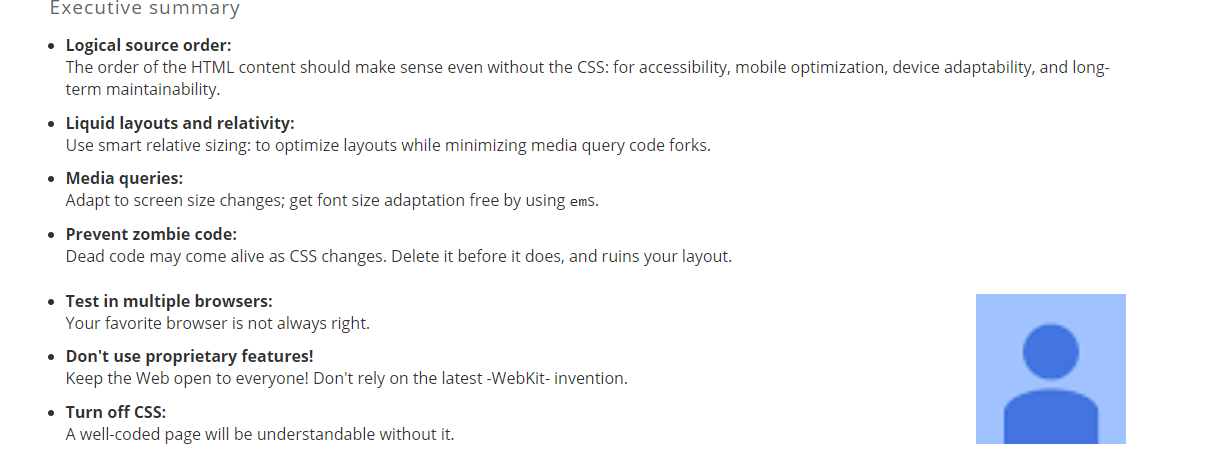 Executive summary
Logical source order:
The order of the HTML content should make sense even without the CSS: for accessibility, mobile optimization, device adaptability, and long-
term maintainability.
Liquid layouts and relativity:
Use smart relative sizing: to optimize layouts while minimizing media query code forks.
Media queries:
Adapt to screen size changes; get font size adaptation free by using ems.
Prevent zombie code:
Dead code may come alive as CSS changes. Delete it before it does, and ruins your layout.
Test in multiple browsers:
Your favorite browser is not always right.
Don't use proprietary features!
Keep the Web open to everyone! Don't rely on the latest -WebKit- invention.
Turn off CSS:
A well-coded page will be understandable without it.